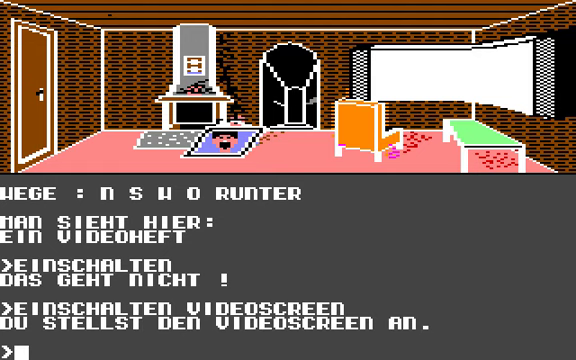 WEGE : N S W O RUNTER
MAN SIEHT HIER:
EIN VIDEOHEFT
>EINSCHALTEN
DAS GEHT NICHT !
>EINSCHALTEN VIDEOSCREEN
DU STELLST DEN VIDEOSCREEN AN.
>